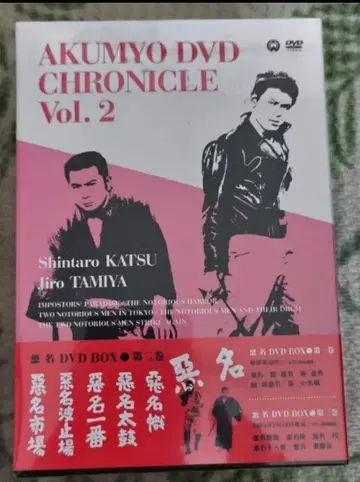 AKUMYO DVD
CHRONICLE
Vol. 2
DVD
Shintaro KATSU
Jiro TAMIYA
IMPOSTORS' PARADISE/THE NOTORIOUS HARBOR
TWO NOTORIOUS MEN IN TOKYO/THE NOTORIOUS MEN AND THEIR DRUM
THE TWO NOTORIOUS MEN STRIKE AGAIN
悪名 DVD BOX●第二巻
悪名
悪名幟
悪名太鼓
悪名一番
悪名波止場
悪名市場
悪名 DVD BOX●第一巻
悪名 DVD BOX●第三巻